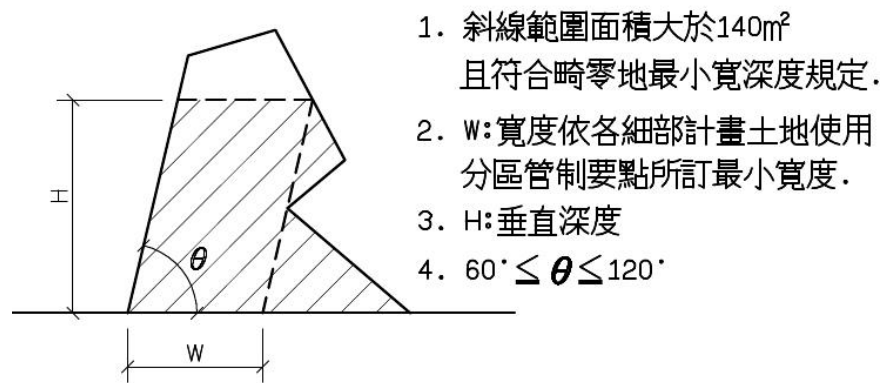 1. 斜線範圍面積大於140㎡
且符合畸零地最小寬深度規定.
2. W:寬度依各細部計畫土地使用
分區管制要點所訂最小寬度.
3. H:垂直深度
4. 60°≦θ≦120°
H
θ
W